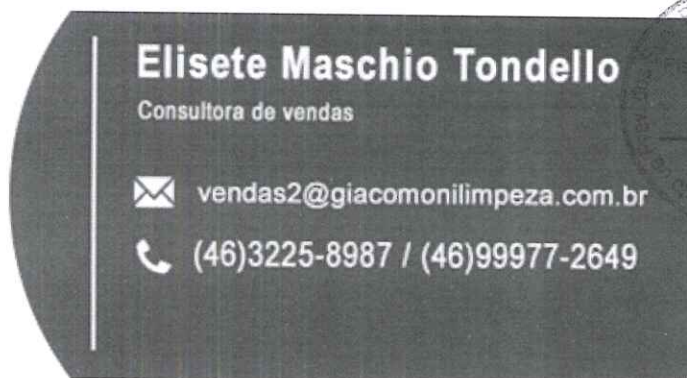 Elisete Maschio Tondello
Consultora de vendas
vendas2@giacomonilimpeza.com.br
(46)3225-8987 / (46)99977-2649